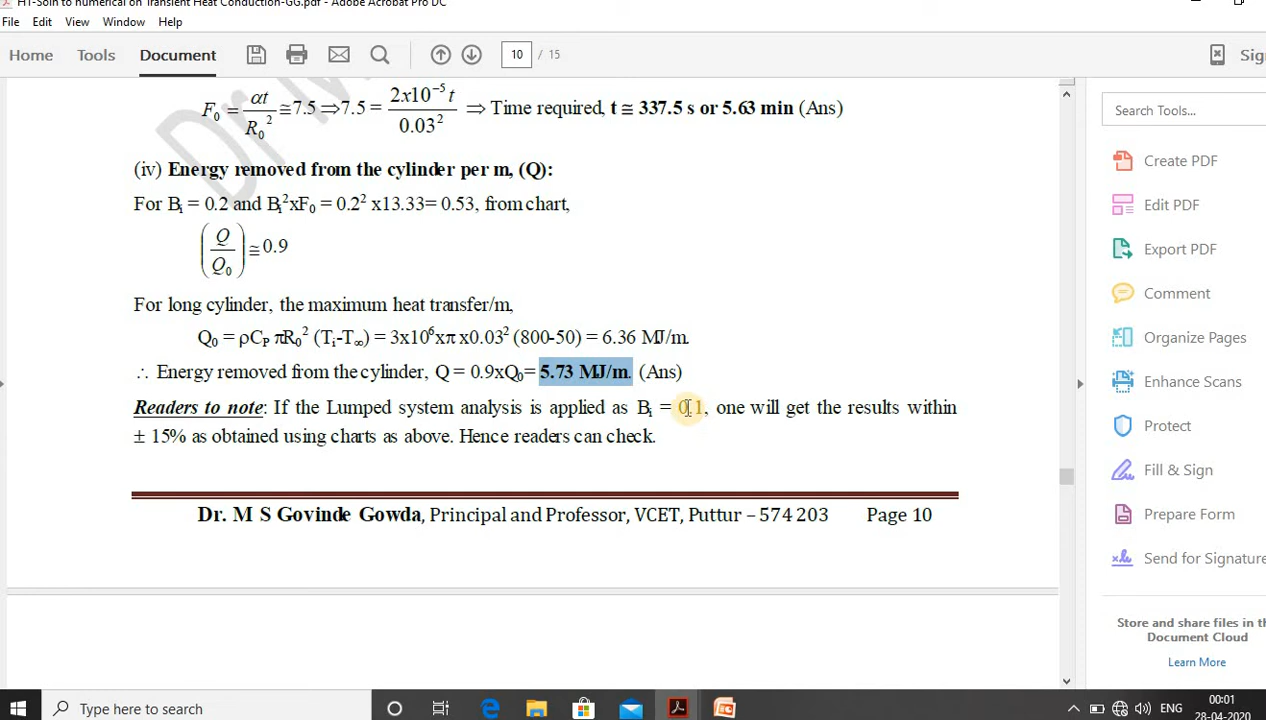 HT-Soln to numerical on Transient Heat Conduction-GG.pdf - Adobe Acrobat Pro DC
File Edit View Window Help
Home Tools Document 10 / 15 Sig
F₀ = αt/R₀² ≅ 7.5 ⇒ 7.5 = 2x10⁻⁵ t/0.03² ⇒ Time required, t ≅ 337.5 s or 5.63 min (Ans)
(iv) Energy removed from the cylinder per m, (Q):
For Bᵢ = 0.2 and Bᵢ²xF₀ = 0.2² x13.33= 0.53, from chart,
(Q/Q₀) ≅ 0.9
For long cylinder, the maximum heat transfer/m,
Q₀ = ρCₚ πR₀² (Tᵢ-T∞) = 3x10⁶xπ x0.03² (800-50) = 6.36 MJ/m.
∴ Energy removed from the cylinder, Q = 0.9xQ₀= 5.73 MJ/m. (Ans)
Readers to note: If the Lumped system analysis is applied as Bᵢ = 0.1, one will get the results within
± 15% as obtained using charts as above. Hence readers can check.
Dr. M S Govinde Gowda, Principal and Professor, VCET, Puttur – 574 203 Page 10
Search Tools...
Create PDF
Edit PDF
Export PDF
Comment
Organize Pages
Enhance Scans
Protect
Fill & Sign
Prepare Form
Send for Signature
Store and share files in th
Document Cloud
Learn More
Type here to search
ENG
00:01
28-04-2020